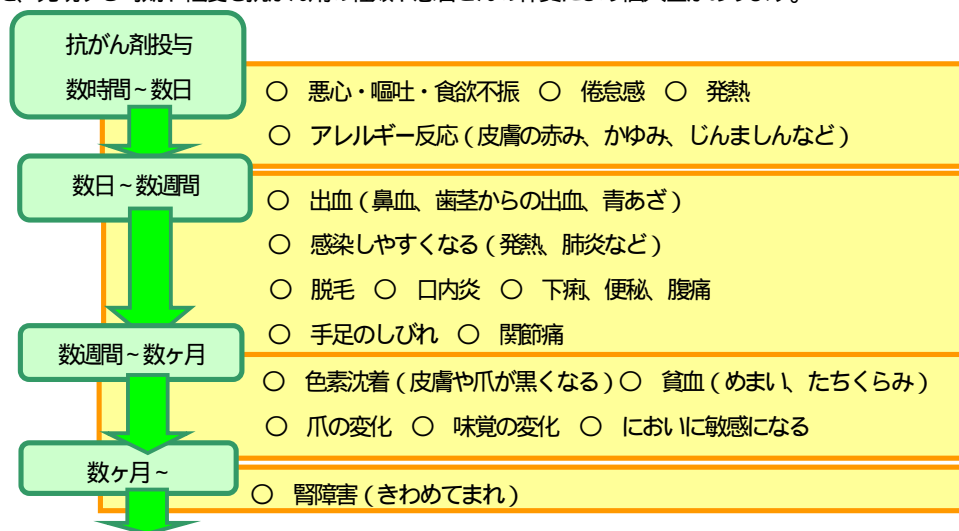 抗がん剤投与
数時間~数日
○ 悪心・嘔吐・食欲不振 ○ 倦怠感 ○ 発熱
○ アレルギー反応(皮膚の赤み、かゆみ、じんましんなど)
数日~数週間
○ 出血(鼻血、歯茎からの出血、青あざ)
○ 感染しやすくなる(発熱、肺炎など)
○ 脱毛 ○ 口内炎 ○ 下痢、便秘、腹痛
○ 手足のしびれ ○ 関節痛
数週間~数ヶ月
○ 色素沈着(皮膚や爪が黒くなる)○ 貧血(めまい、たちくらみ)
○ 爪の変化 ○ 味覚の変化 ○ においに敏感になる
数ヶ月~
○ 腎障害(きわめてまれ)